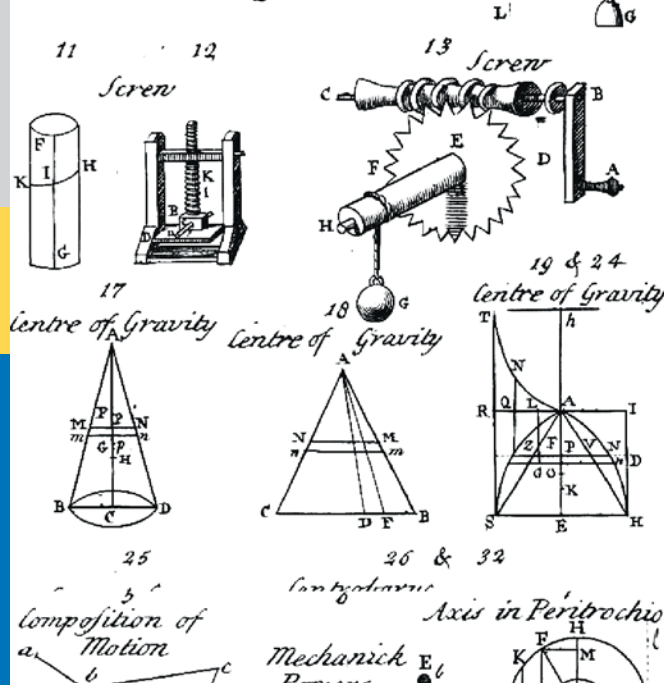 L
G
11
12
13
Screw
Screw
C
B
F
E
D
A
H
G
F
I
H
K
G
K
B
D
17
18
19 & 24
Centre of Gravity
Centre of Gravity
Centre of Gravity
A
P
P
M
N
m
n
G
p
H
B
C
D
A
N
M
n
m
C
D
F
B
T
h
N
R
Q
L
A
I
Z
F
P
V
N
n
D
G
O
K
S
E
H
25
26 & 32
Composition of
Motion
a
b
c
Mechanick
E
b
Axis in Peritrochio
H
F
K
M